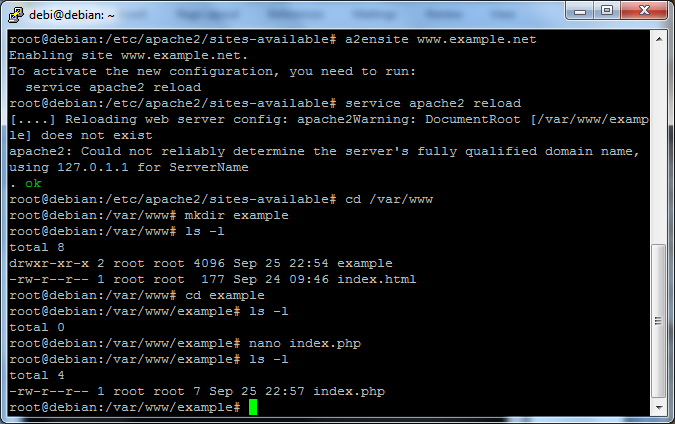 debi@debian: ~
root@debian:/etc/apache2/sites-available# a2ensite www.example.net
Enabling site www.example.net.
To activate the new configuration, you need to run:
  service apache2 reload
root@debian:/etc/apache2/sites-available# service apache2 reload
[....] Reloading web server config: apache2Warning: DocumentRoot [/var/www/examp
le] does not exist
apache2: Could not reliably determine the server's fully qualified domain name,
using 127.0.1.1 for ServerName
. ok
root@debian:/etc/apache2/sites-available# cd /var/www
root@debian:/var/www# mkdir example
root@debian:/var/www# ls -l
total 8
drwxr-xr-x 2 root root 4096 Sep 25 22:54 example
-rw-r--r-- 1 root root  177 Sep 24 09:46 index.html
root@debian:/var/www# cd example
root@debian:/var/www/example# ls -l
total 0
root@debian:/var/www/example# nano index.php
root@debian:/var/www/example# ls -l
total 4
-rw-r--r-- 1 root root 7 Sep 25 22:57 index.php
root@debian:/var/www/example#